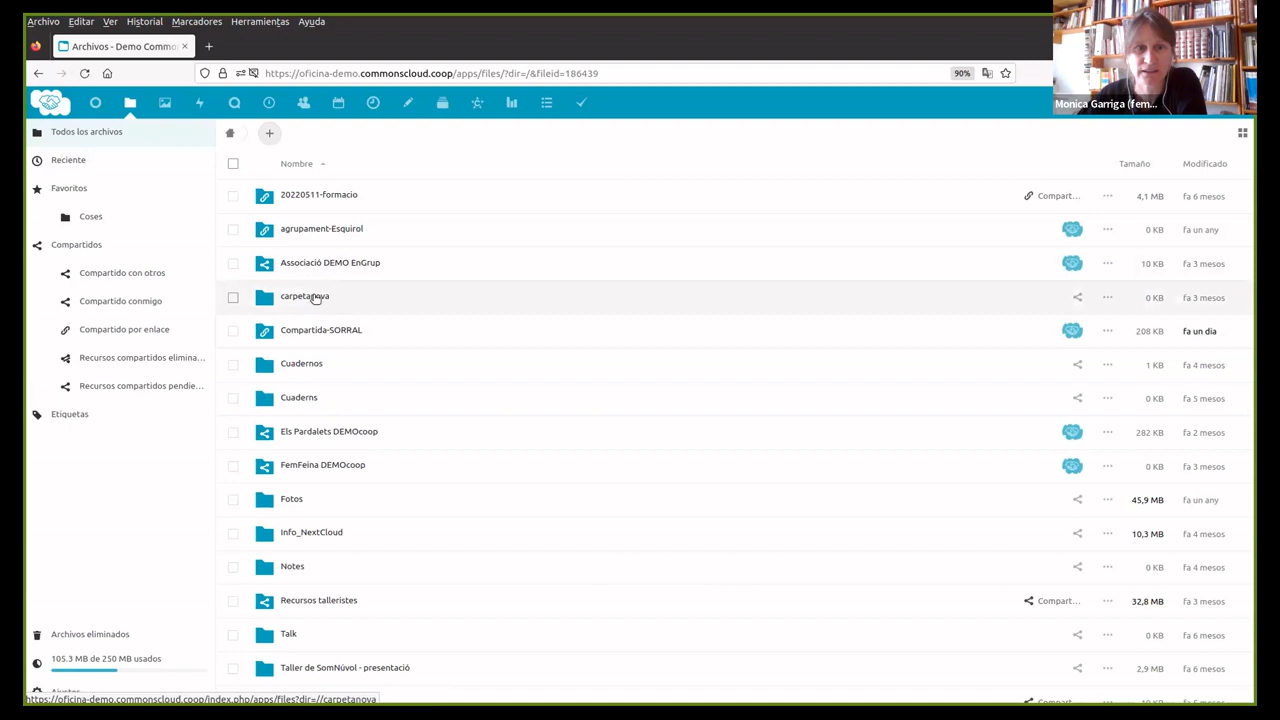 Archivo Editar Ver Historial Marcadores Herramientas Ayuda
Archivos - Demo Commo
https://oficina-demo.commonscloud.coop/apps/files/?dir=/&fileid=186439
90%
Monica Garriga (fem...
Todos los archivos
Reciente
Favoritos
Coses
Compartidos
Compartido con otros
Compartido conmigo
Compartido por enlace
Recursos compartidos elimina...
Recursos compartidos pendie...
Etiquetas
Archivos eliminados
105.3 MB de 250 MB usados
Ajustes
Nombre Tamaño Modificado
20220511-formacio Compart... 4,1 MB fa 6 mesos
agrupament-Esquirol 0 KB fa un any
Associació DEMO EnGrup 10 KB fa 3 mesos
carpetanova 0 KB fa 3 mesos
Compartida-SORRAL 208 KB fa un dia
Cuadernos 1 KB fa 4 mesos
Cuaderns 0 KB fa 5 mesos
Els Pardalets DEMOcoop 282 KB fa 2 mesos
FemFeina DEMOcoop 0 KB fa 3 mesos
Fotos 45,9 MB fa un any
Info_NextCloud 10,3 MB fa 4 mesos
Notes 0 KB fa 4 mesos
Recursos talleristes Compart... 32,8 MB fa 3 mesos
Talk 0 KB fa 6 mesos
Taller de SomNúvol - presentació 2,9 MB fa 6 mesos
https://oficina-demo.commonscloud.coop/index.php/apps/files?dir=//carpetanova